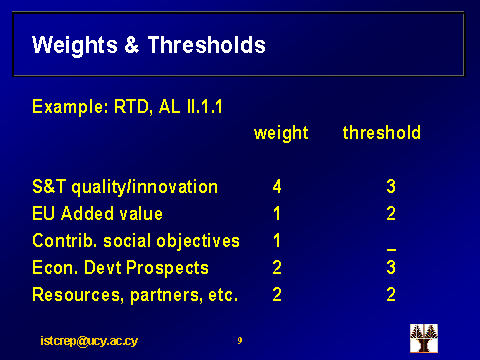 Weights & Thresholds
Example: RTD, AL II.1.1
weight threshold
S&T quality/innovation 4 3
EU Added value 1 2
Contrib. social objectives 1 _
Econ. Devt Prospects 2 3
Resources, partners, etc. 2 2
istcrep@ucy.ac.cy 9